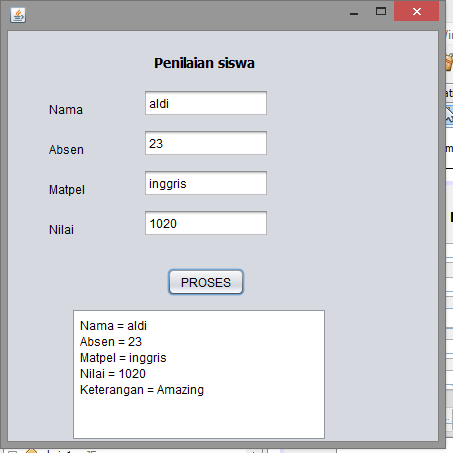 Penilaian siswa
Nama aldi
Absen 23
Matpel inggris
Nilai 1020
PROSES
Nama = aldi
Absen = 23
Matpel = inggris
Nilai = 1020
Keterangan = Amazing